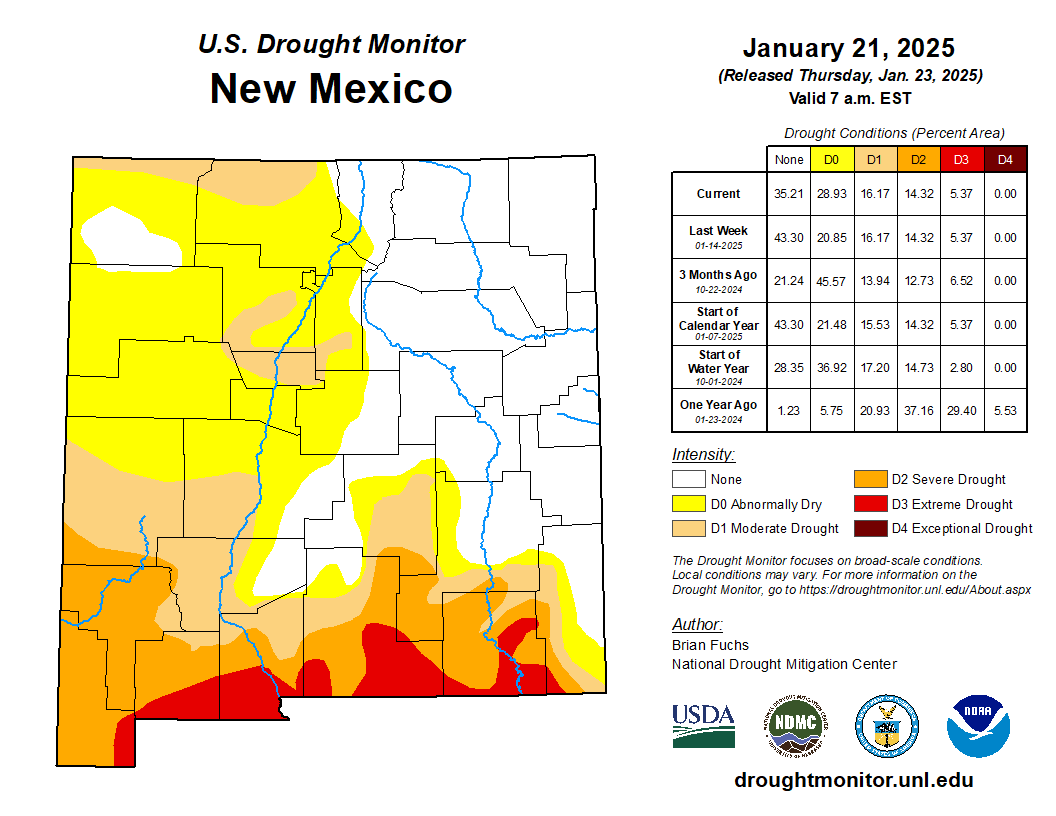 U.S. Drought Monitor
New Mexico
January 21, 2025
(Released Thursday, Jan. 23, 2025)
Valid 7 a.m. EST
Drought Conditions (Percent Area)
None D0 D1 D2 D3 D4
Current 35.21 28.93 16.17 14.32 5.37 0.00
Last Week 43.30 20.85 16.17 14.32 5.37 0.00
01-14-2025
3 Months Ago 21.24 45.57 13.94 12.73 6.52 0.00
10-22-2024
Start of
Calendar Year 43.30 21.48 15.53 14.32 5.37 0.00
01-07-2025
Start of
Water Year 28.35 36.92 17.20 14.73 2.80 0.00
10-01-2024
One Year Ago 1.23 5.75 20.93 37.16 29.40 5.53
01-23-2024
Intensity:
None
D0 Abnormally Dry
D1 Moderate Drought
D2 Severe Drought
D3 Extreme Drought
D4 Exceptional Drought
The Drought Monitor focuses on broad-scale conditions.
Local conditions may vary. For more information on the
Drought Monitor, go to https://droughtmonitor.unl.edu/About.aspx
Author:
Brian Fuchs
National Drought Mitigation Center
USDA
NDMC
NOAA
droughtmonitor.unl.edu